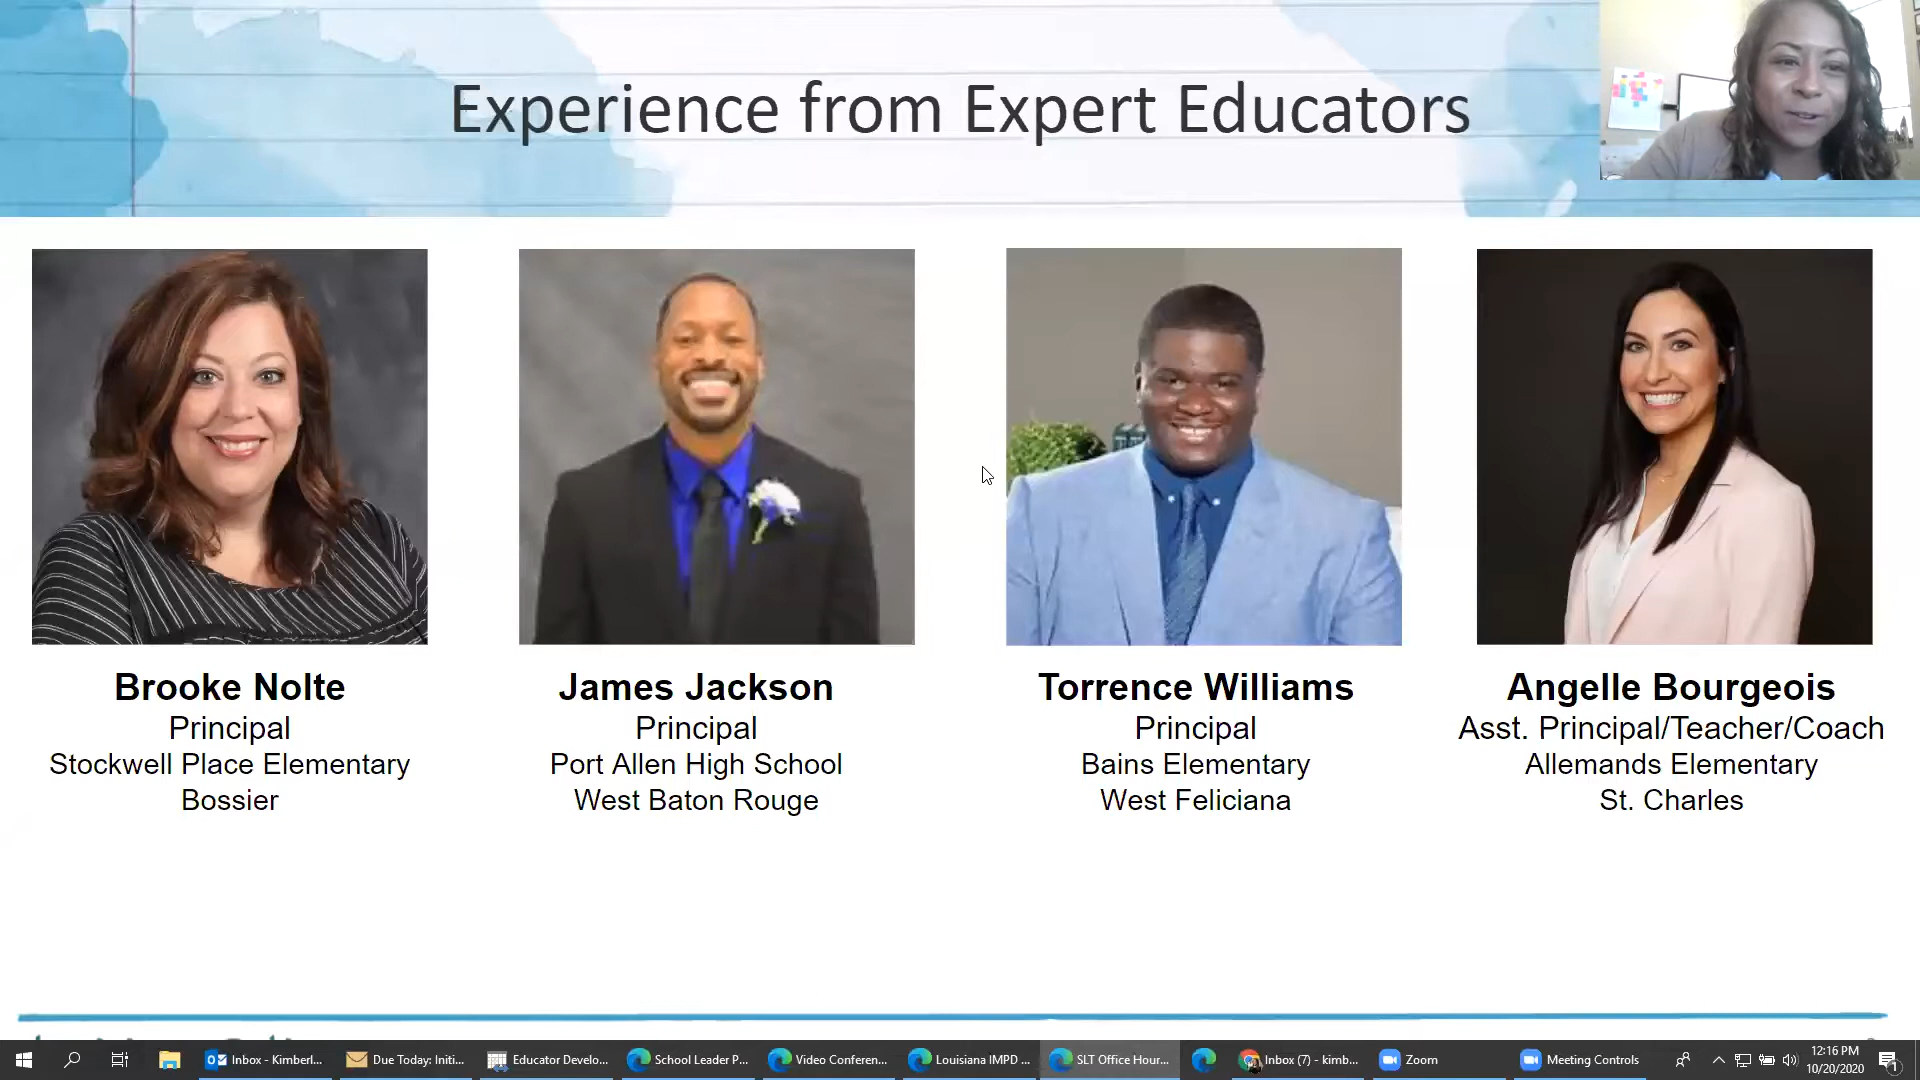 Experience from Expert Educators
Brooke Nolte
Principal
Stockwell Place Elementary
Bossier
James Jackson
Principal
Port Allen High School
West Baton Rouge
Torrence Williams
Principal
Bains Elementary
West Feliciana
Angelle Bourgeois
Asst. Principal/Teacher/Coach
Allemands Elementary
St. Charles
Inbox - Kimberl...
Due Today: Initi...
Educator Develo...
School Leader P...
Video Conferen...
Louisiana IMPD ...
SLT Office Hour...
Inbox (7) - kimb...
Zoom
Meeting Controls
12:16 PM
10/20/2020
1